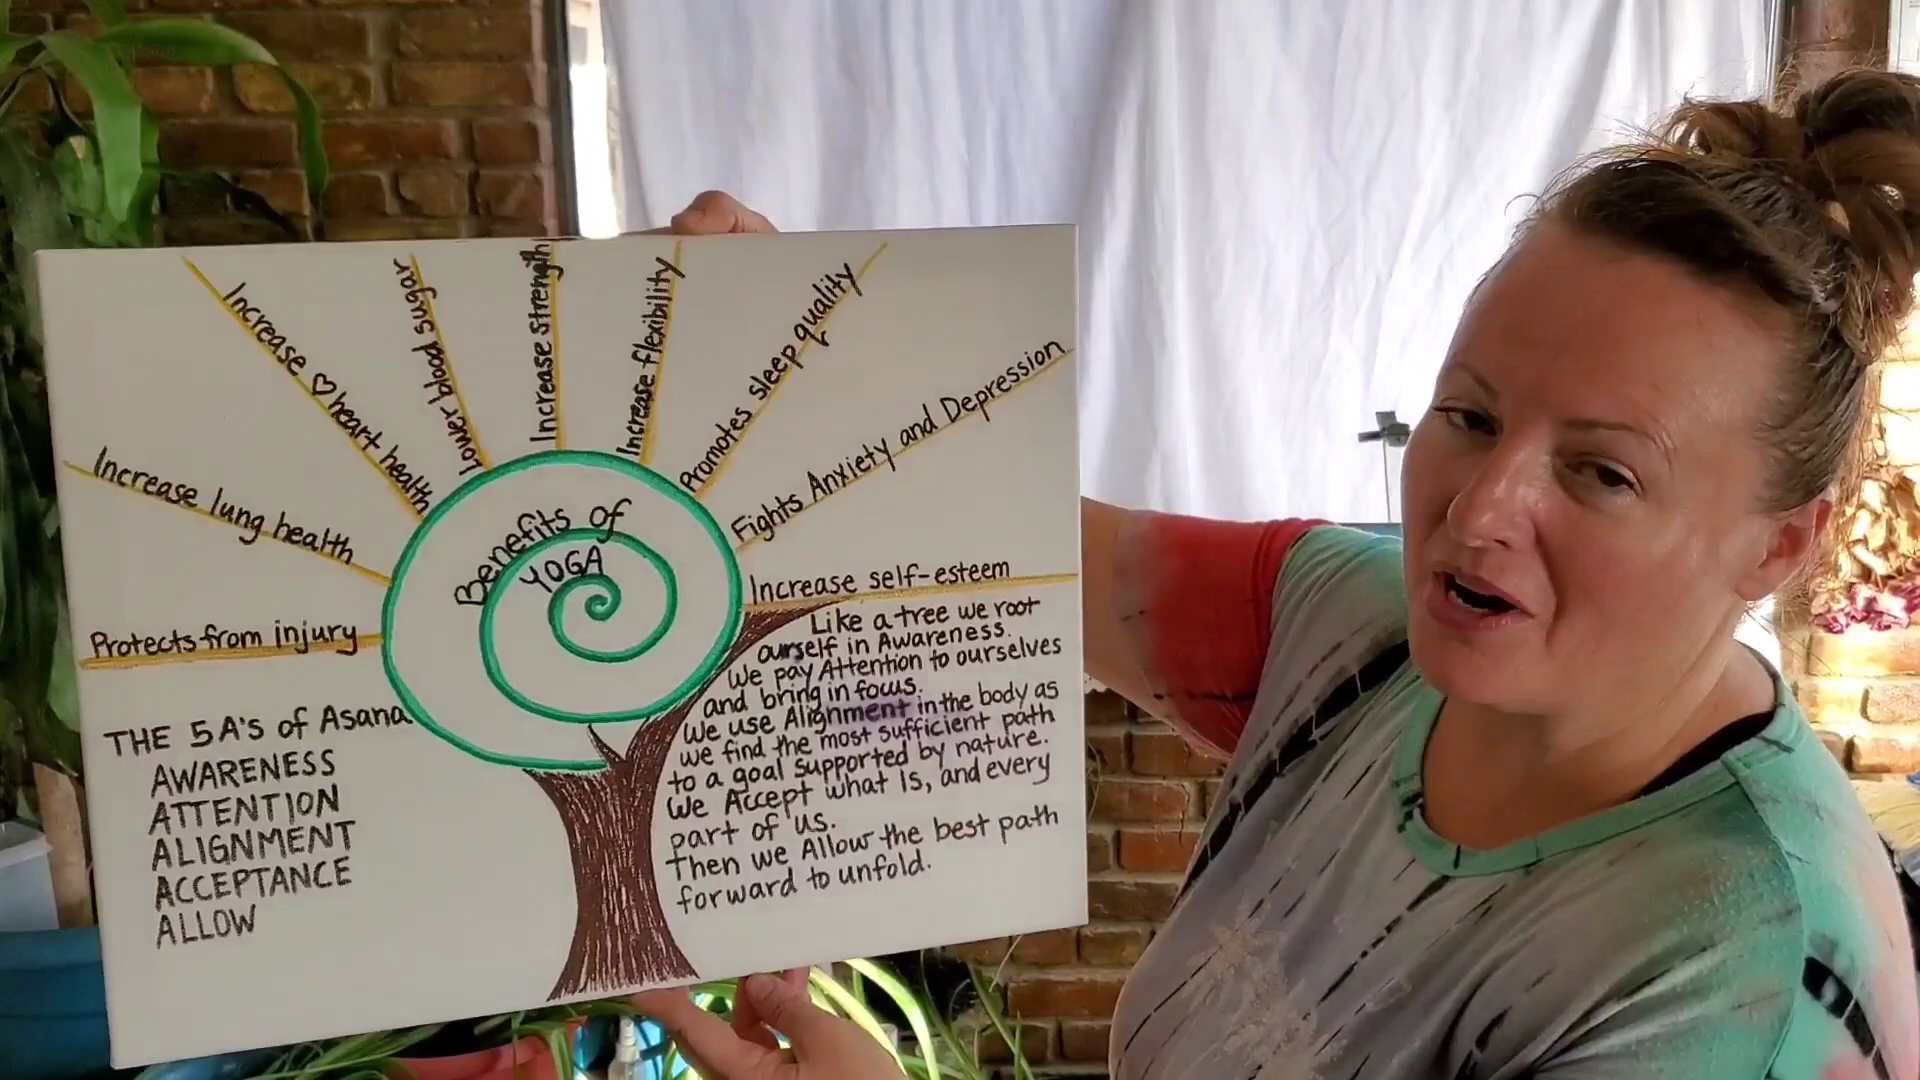 Benefits of
YOGA
Protects from injury
Increase lung health
Increase ♡ heart health
Lower blood sugar
Increase strength
Increase flexibility
Promotes sleep quality
Fights Anxiety and Depression
Increase self-esteem
THE 5 A's of Asana
AWARENESS
ATTENTION
ALIGNMENT
ACCEPTANCE
ALLOW
Like a tree we root
ourself in Awareness.
We pay Attention to ourselves
and bring in focus.
We use Alignment in the body as
we find the most sufficient path
to a goal supported by nature.
We Accept what Is, and every
part of us.
Then we Allow the best path
forward to unfold.